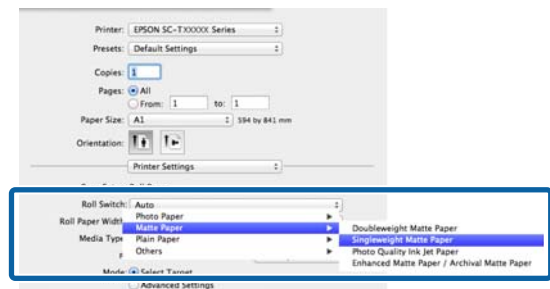 Printer: EPSON SC-TXXXXX Series
Presets: Default Settings
Copies: 1
Pages: All
From: 1 to: 1
Paper Size: A1 594 by 841 mm
Orientation:
Printer Settings
Roll Switch: Auto
Photo Paper
Roll Paper Width
Matte Paper
Doubleweight Matte Paper
Media Type
Plain Paper
Singleweight Matte Paper
Others
Photo Quality Ink Jet Paper
Enhanced Matte Paper / Archival Matte Paper
Mode: Select Target
Advanced Settings